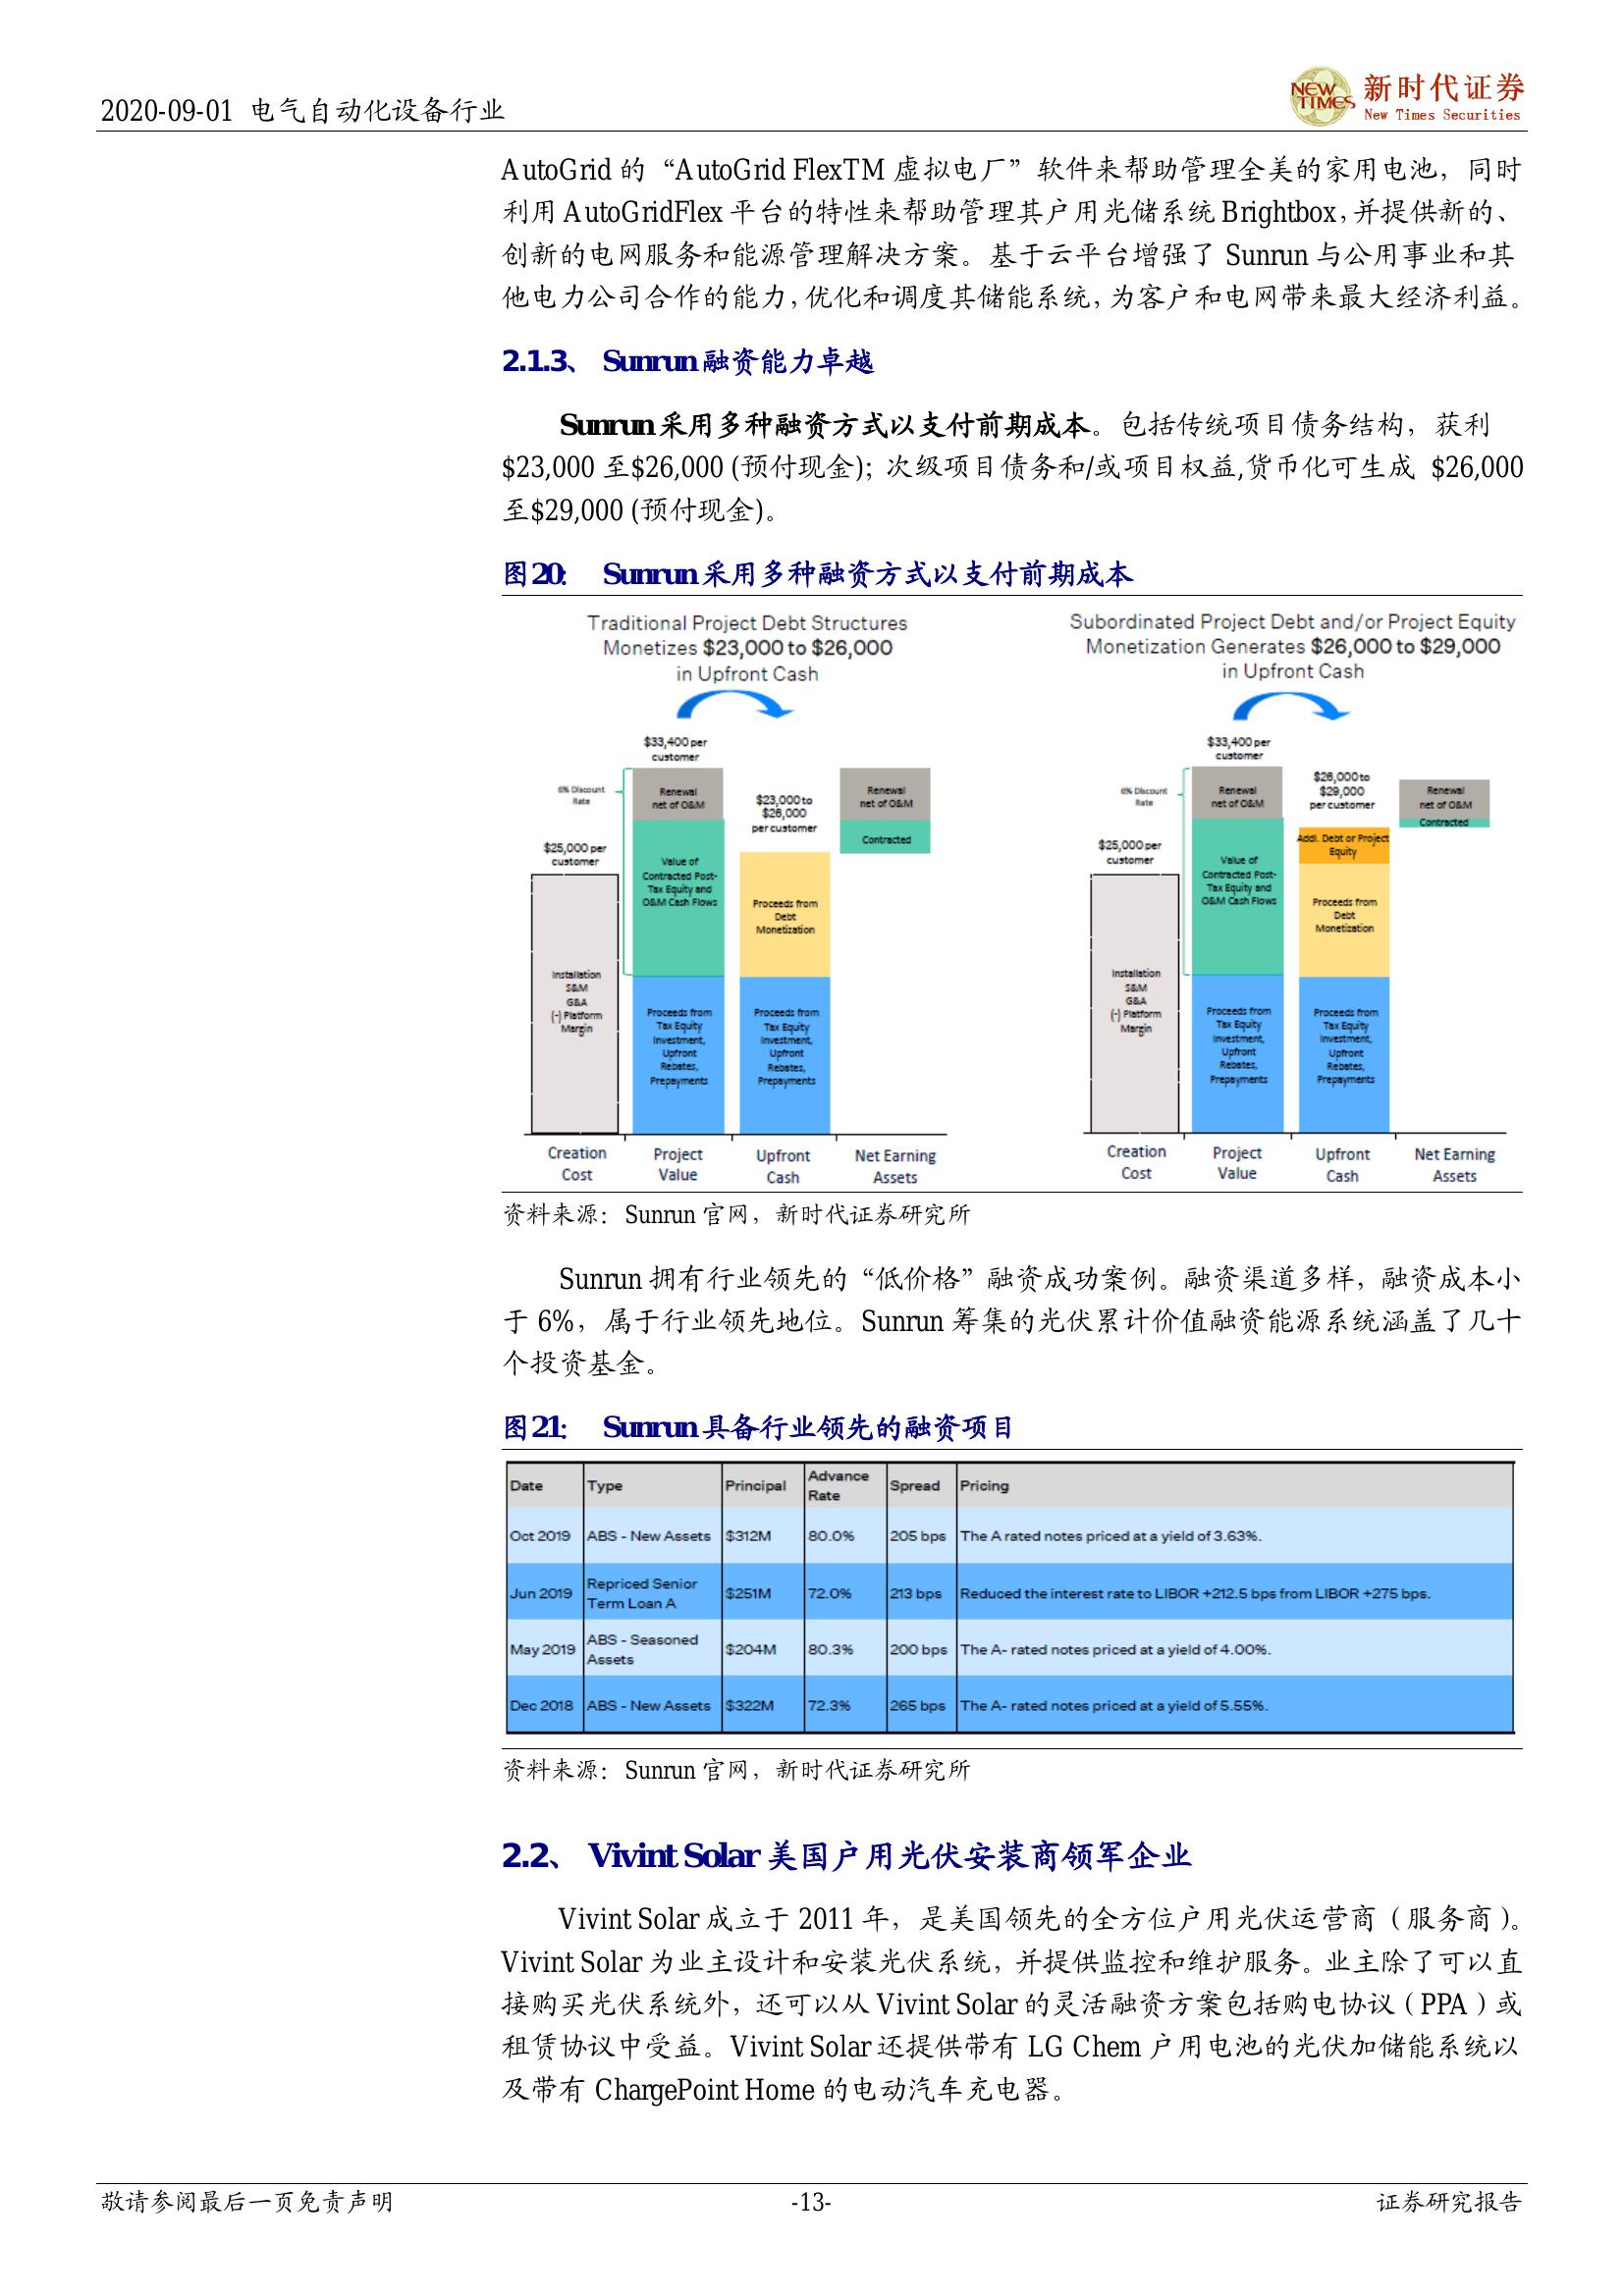 2020-09-01 电气自动化设备行业
NEW TIMES
新时代证券
New Times Securities
AutoGrid 的“AutoGrid FlexTM 虚拟电厂”软件来帮助管理全美的家用电池，同时
利用 AutoGridFlex 平台的特性来帮助管理其户用光储系统 Brightbox，并提供新的、
创新的电网服务和能源管理解决方案。基于云平台增强了 Sunrun 与公用事业和其
他电力公司合作的能力，优化和调度其储能系统，为客户和电网带来最大经济利益。
2.1.3、 Sunrun 融资能力卓越
Sunrun 采用多种融资方式以支付前期成本。包括传统项目债务结构，获利
$23,000 至$26,000 (预付现金)；次级项目债务和/或项目权益,货币化可生成 $26,000
至$29,000 (预付现金)。
图 20： Sunrun 采用多种融资方式以支付前期成本
Traditional Project Debt Structures
Monetizes $23,000 to $26,000
in Upfront Cash
$33,400 per
customer
6% Discount
Rate
Renewal
net of O&M
$23,000 to
$26,000
per customer
Renewal
net of O&M
Contracted
$25,000 per
customer
Value of
Contracted Post-
Tax Equity and
O&M Cash Flows
Proceeds from
Debt
Monetization
Installation
S&M
G&A
(-) Platform
Margin
Proceeds from
Tax Equity
Investment,
Upfront
Rebates,
Prepayments
Proceeds from
Tax Equity
Investment,
Upfront
Rebates,
Prepayments
Creation
Cost
Project
Value
Upfront
Cash
Net Earning
Assets
Subordinated Project Debt and/or Project Equity
Monetization Generates $26,000 to $29,000
in Upfront Cash
$33,400 per
customer
6% Discount
Rate
Renewal
net of O&M
$26,000 to
$29,000
per customer
Renewal
net of O&M
Contracted
$25,000 per
customer
Addl. Debt or Project
Equity
Value of
Contracted Post-
Tax Equity and
O&M Cash Flows
Proceeds from
Debt
Monetization
Installation
S&M
G&A
(-) Platform
Margin
Proceeds from
Tax Equity
Investment,
Upfront
Rebates,
Prepayments
Proceeds from
Tax Equity
Investment,
Upfront
Rebates,
Prepayments
Creation
Cost
Project
Value
Upfront
Cash
Net Earning
Assets
资料来源：Sunrun 官网，新时代证券研究所
Sunrun 拥有行业领先的“低价格”融资成功案例。融资渠道多样，融资成本小
于 6%，属于行业领先地位。Sunrun 筹集的光伏累计价值融资能源系统涵盖了几十
个投资基金。
图 21： Sunrun 具备行业领先的融资项目
Date Type Principal Advance Rate Spread Pricing
Oct 2019 ABS - New Assets $312M 80.0% 205 bps The A rated notes priced at a yield of 3.63%.
Jun 2019 Repriced Senior Term Loan A $251M 72.0% 213 bps Reduced the interest rate to LIBOR +212.5 bps from LIBOR +275 bps.
May 2019 ABS - Seasoned Assets $204M 80.3% 200 bps The A- rated notes priced at a yield of 4.00%.
Dec 2018 ABS - New Assets $322M 72.3% 265 bps The A- rated notes priced at a yield of 5.55%.
资料来源：Sunrun 官网，新时代证券研究所
2.2、 Vivint Solar 美国户用光伏安装商领军企业
Vivint Solar 成立于 2011 年，是美国领先的全方位户用光伏运营商（服务商）。
Vivint Solar 为业主设计和安装光伏系统，并提供监控和维护服务。业主除了可以直
接购买光伏系统外，还可以从 Vivint Solar 的灵活融资方案包括购电协议（PPA）或
租赁协议中受益。Vivint Solar 还提供带有 LG Chem 户用电池的光伏加储能系统以
及带有 ChargePoint Home 的电动汽车充电器。
敬请参阅最后一页免责声明
-13-
证券研究报告